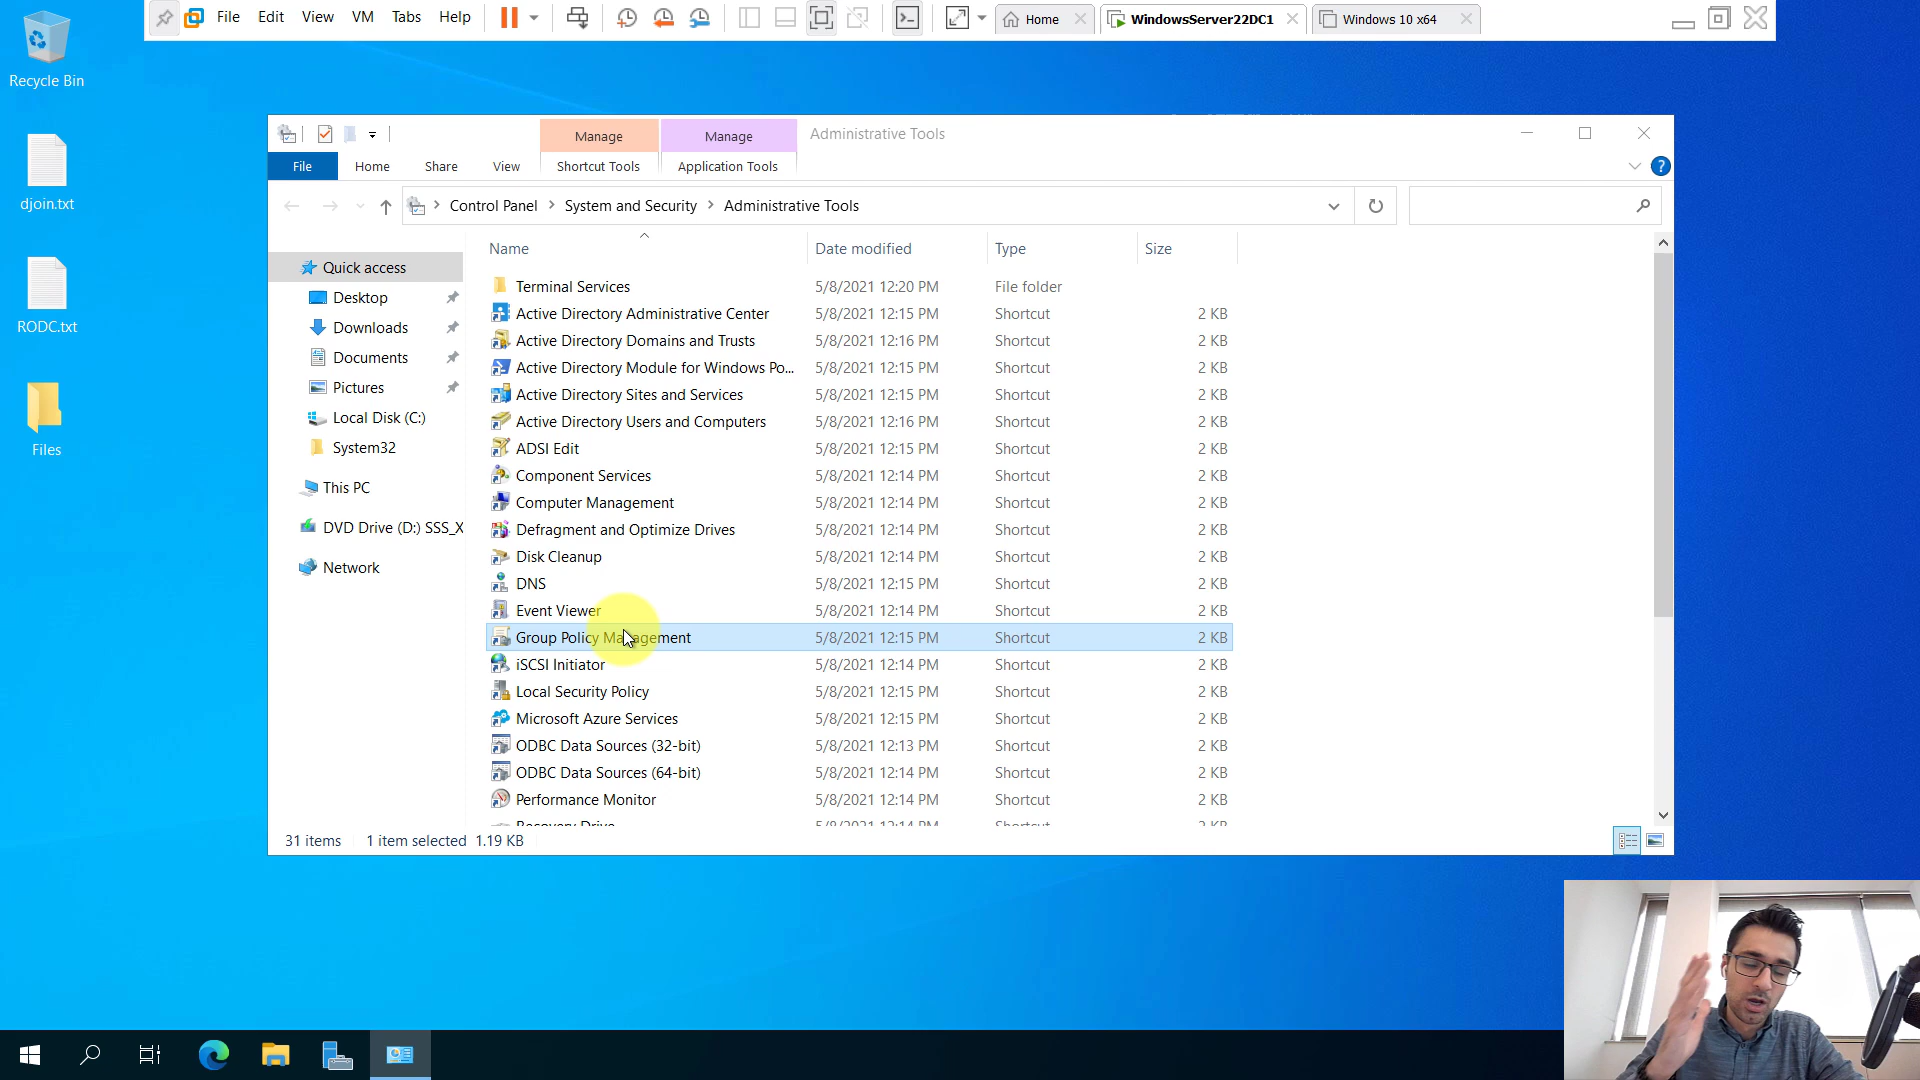 File Edit View VM Tabs Help
Home
WindowsServer22DC1
Windows 10 x64
Recycle Bin
djoin.txt
RODC.txt
Files
Manage
Manage
Administrative Tools
File
Home
Share
View
Shortcut Tools
Application Tools
Control Panel > System and Security > Administrative Tools
Name
Date modified
Type
Size
Quick access
Desktop
Downloads
Documents
Pictures
Local Disk (C:)
System32
This PC
DVD Drive (D:) SSS_X
Network
Terminal Services 5/8/2021 12:20 PM File folder
Active Directory Administrative Center 5/8/2021 12:15 PM Shortcut 2 KB
Active Directory Domains and Trusts 5/8/2021 12:16 PM Shortcut 2 KB
Active Directory Module for Windows Po... 5/8/2021 12:15 PM Shortcut 2 KB
Active Directory Sites and Services 5/8/2021 12:15 PM Shortcut 2 KB
Active Directory Users and Computers 5/8/2021 12:16 PM Shortcut 2 KB
ADSI Edit 5/8/2021 12:15 PM Shortcut 2 KB
Component Services 5/8/2021 12:14 PM Shortcut 2 KB
Computer Management 5/8/2021 12:14 PM Shortcut 2 KB
Defragment and Optimize Drives 5/8/2021 12:14 PM Shortcut 2 KB
Disk Cleanup 5/8/2021 12:14 PM Shortcut 2 KB
DNS 5/8/2021 12:15 PM Shortcut 2 KB
Event Viewer 5/8/2021 12:14 PM Shortcut 2 KB
Group Policy Management 5/8/2021 12:15 PM Shortcut 2 KB
iSCSI Initiator 5/8/2021 12:14 PM Shortcut 2 KB
Local Security Policy 5/8/2021 12:15 PM Shortcut 2 KB
Microsoft Azure Services 5/8/2021 12:15 PM Shortcut 2 KB
ODBC Data Sources (32-bit) 5/8/2021 12:13 PM Shortcut 2 KB
ODBC Data Sources (64-bit) 5/8/2021 12:14 PM Shortcut 2 KB
Performance Monitor 5/8/2021 12:14 PM Shortcut 2 KB
Recovery Drive 5/8/2021 12:14 PM Shortcut 2 KB
31 items 1 item selected 1.19 KB